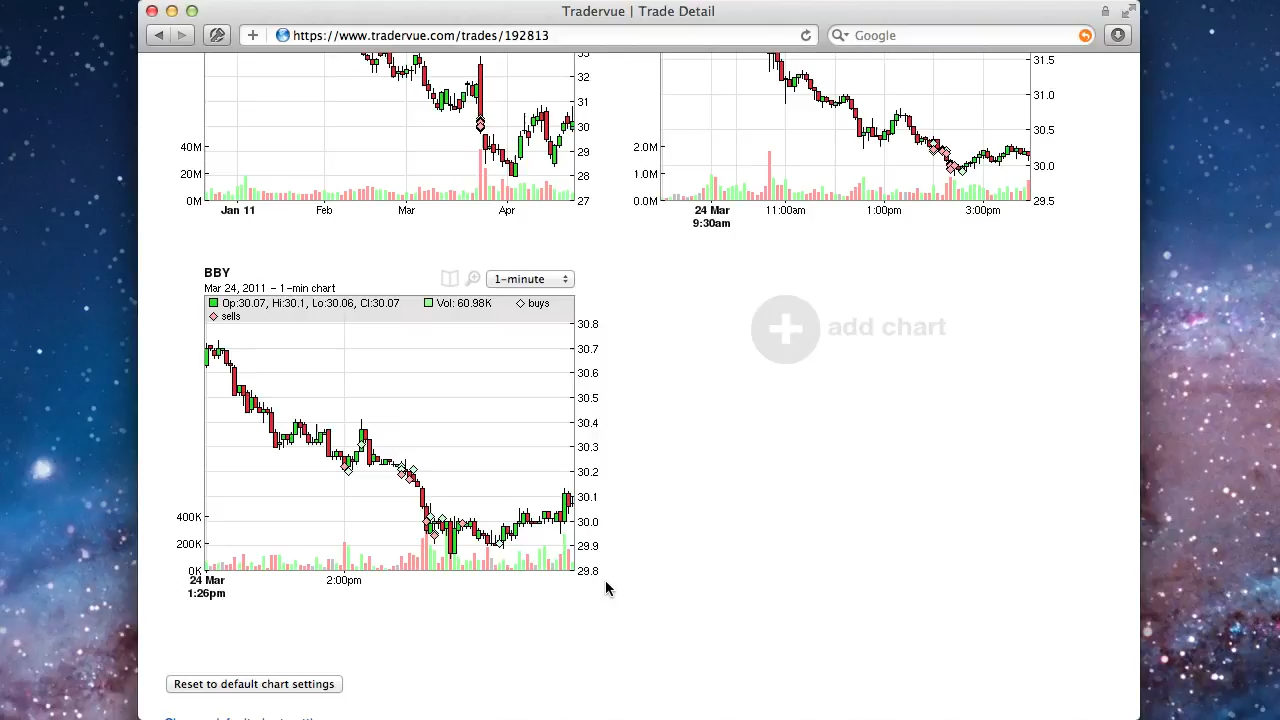 Tradervue | Trade Detail
https://www.tradervue.com/trades/192813
Google
33
32
31
30
29
28
27
40M
20M
0M
Jan 11 Feb Mar Apr
31.5
31.0
30.5
30.0
29.5
2.0M
1.0M
0.0M
24 Mar 11:00am 1:00pm 3:00pm
9:30am
BBY
Mar 24, 2011 - 1-min chart
1-minute
Op:30.07, Hi:30.1, Lo:30.06, Cl:30.07 Vol: 60.98K buys
sells
30.8
30.7
30.6
30.5
30.4
30.3
30.2
30.1
30.0
29.9
29.8
400K
200K
0K
24 Mar 2:00pm
1:26pm
add chart
Reset to default chart settings